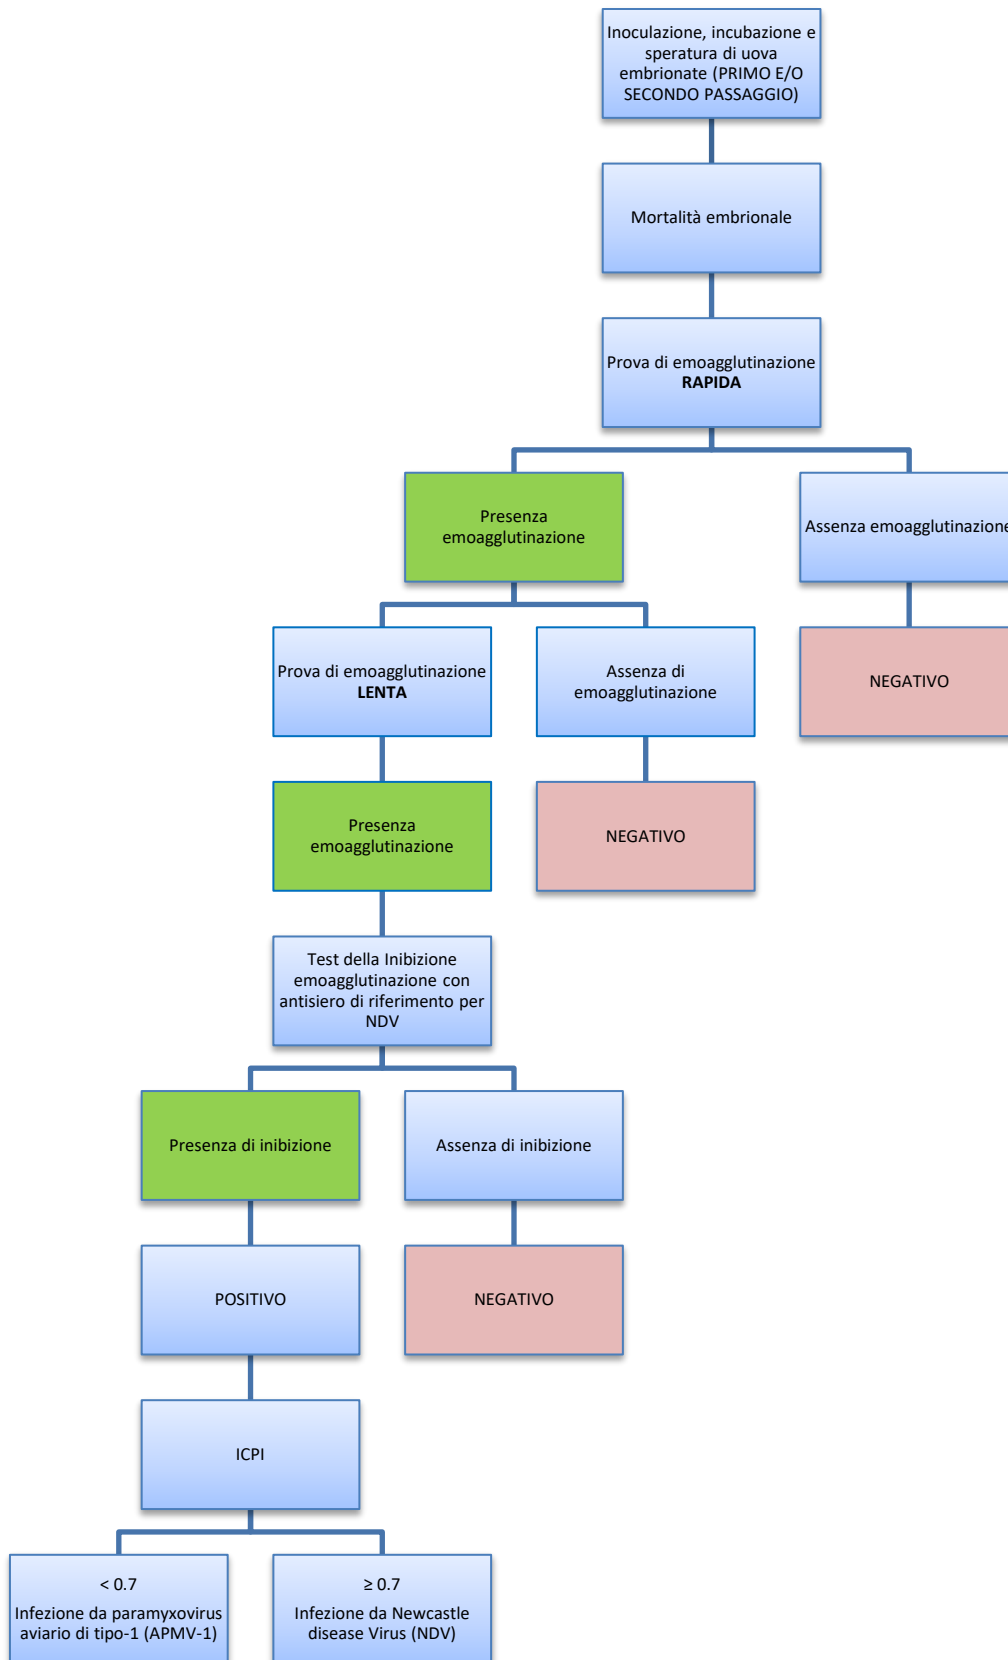 Inoculazione, incubazione e
speratura di uova
embrionate (PRIMO E/O
SECONDO PASSAGGIO)
Mortalità embrionale
Prova di emoagglutinazione
RAPIDA
Presenza
emoagglutinazione
Assenza emoagglutinazione
Prova di emoagglutinazione
LENTA
Assenza di
emoagglutinazione
NEGATIVO
Presenza
emoagglutinazione
NEGATIVO
Test della Inibizione
emoagglutinazione con
antisiero di riferimento per
NDV
Presenza di inibizione
Assenza di inibizione
POSITIVO
NEGATIVO
ICPI
< 0.7
Infezione da paramyxovirus
aviario di tipo-1 (APMV-1)
≥ 0.7
Infezione da Newcastle
disease Virus (NDV)